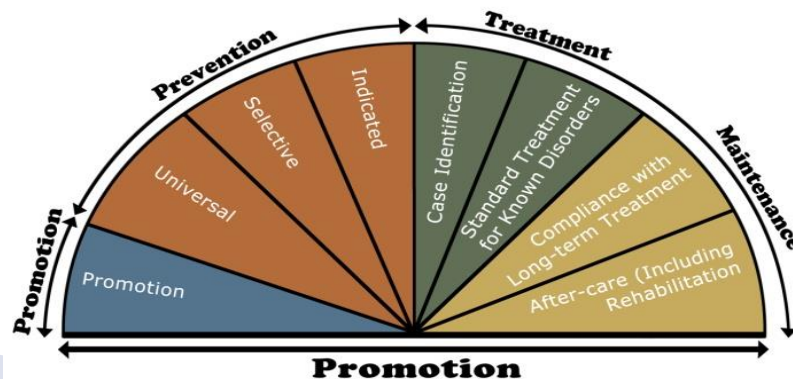 Promotion
Prevention
Treatment
Maintenance
Promotion
Universal
Selective
Indicated
Case Identification
Standard Treatment
for Known Disorders
Compliance with
Long-term Treatment
After-care (Including
Rehabilitation
Promotion